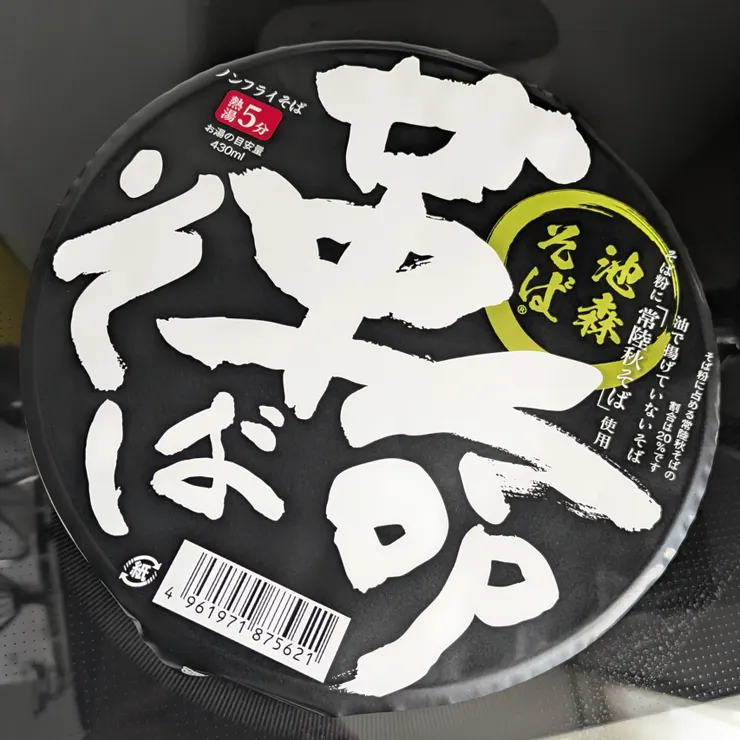 ノンフライそば
熱湯5分
お湯の目安量
430ml
革命
そば
池森
そば®
油で揚げていないそば
そば粉に「常陸秋そば」使用
そば粉に占める常陸秋そばの
割合は20%です
紙
4 961971 875621